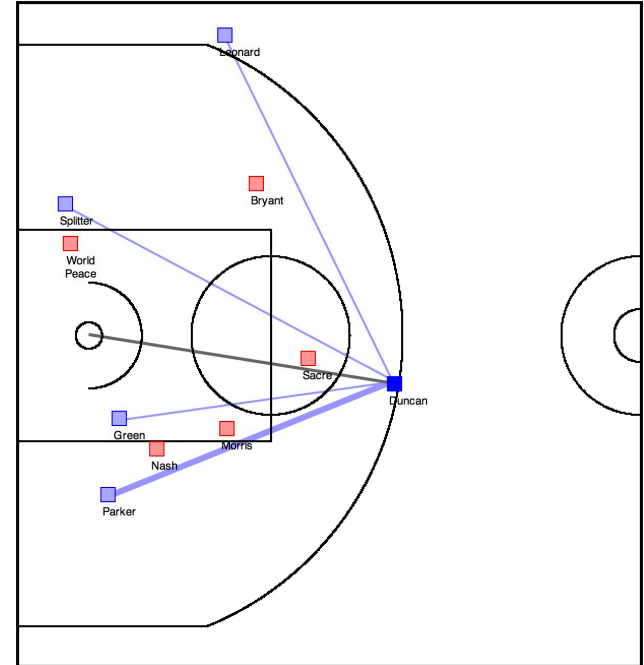 Leonard
Bryant
Splitter
World
Peace
Sacre
Duncan
Green
Morris
Nash
Parker